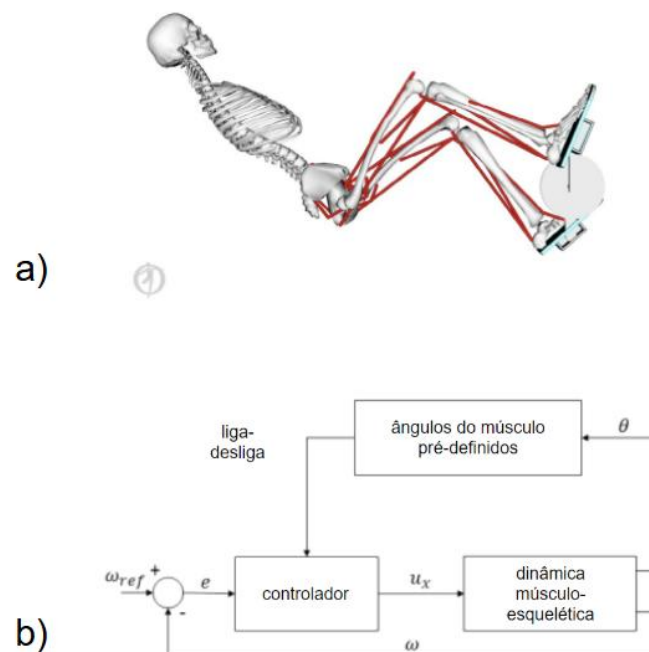 a)
liga-
desliga
ângulos do músculo
pré-definidos
θ
ω_ref
+
-
e
controlador
u_x
dinâmica
músculo-
esquelética
b)
ω